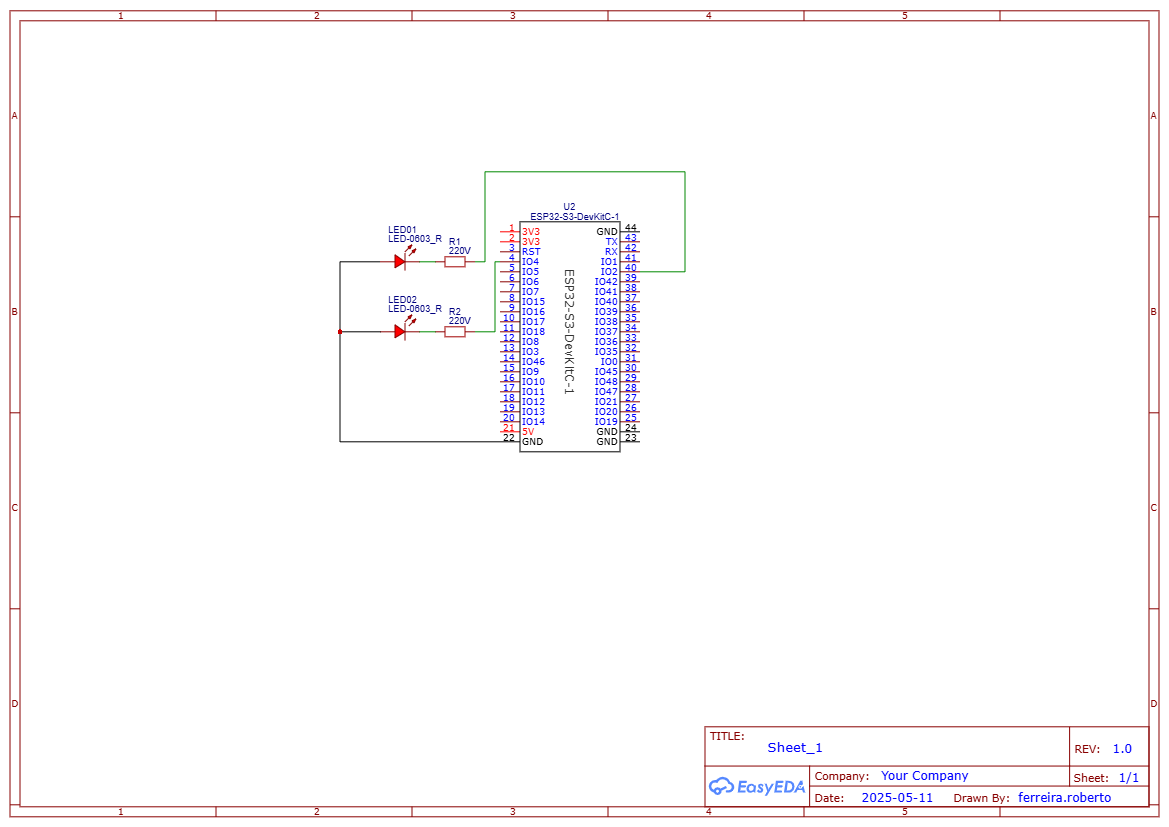 1 2 3 4 5
A A
U2
ESP32-S3-DevKitC-1
LED01
LED-0603_R
R1
220V
LED02
LED-0603_R
R2
220V
1 3V3
2 3V3
3 RST
4 IO4
5 IO5
6 IO6
7 IO7
8 IO15
9 IO16
10 IO17
11 IO18
12 IO8
13 IO3
14 IO46
15 IO9
16 IO10
17 IO11
18 IO12
19 IO13
20 IO14
21 5V
22 GND
ESP32-S3-DevKitC-1
GND 44
TX 43
RX 42
IO1 41
IO2 40
IO42 39
IO41 38
IO40 37
IO39 36
IO38 35
IO37 34
IO36 33
IO35 32
IO0 31
IO45 30
IO48 29
IO47 28
IO21 27
IO20 26
IO19 25
GND 24
GND 23
B B
C C
D D
TITLE:
Sheet_1
REV: 1.0
EasyEDA
Company: Your Company
Sheet: 1/1
Date: 2025-05-11 Drawn By: ferreira.roberto
1 2 3 4 5